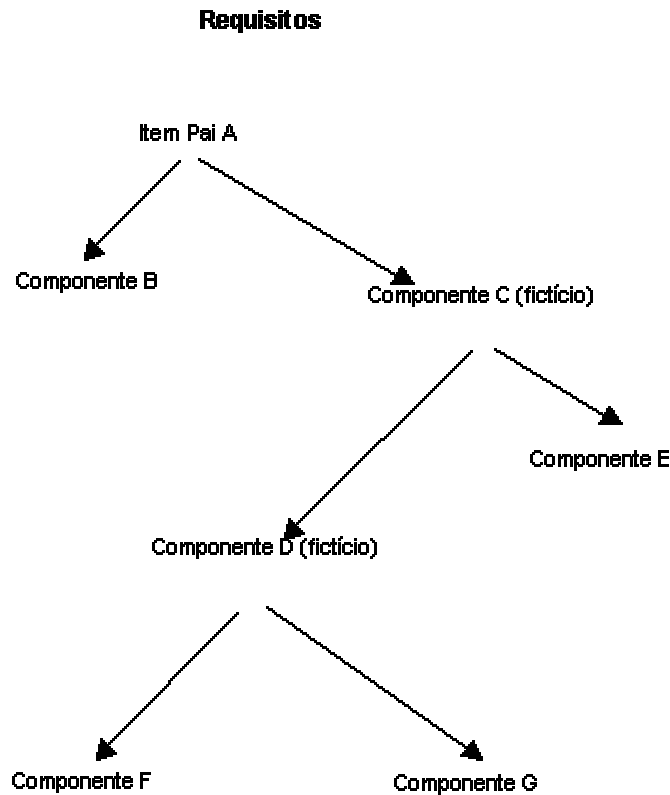 Requisitos
Item Pai A
Componente B
Componente C (fictício)
Componente E
Componente D (fictício)
Componente F
Componente G